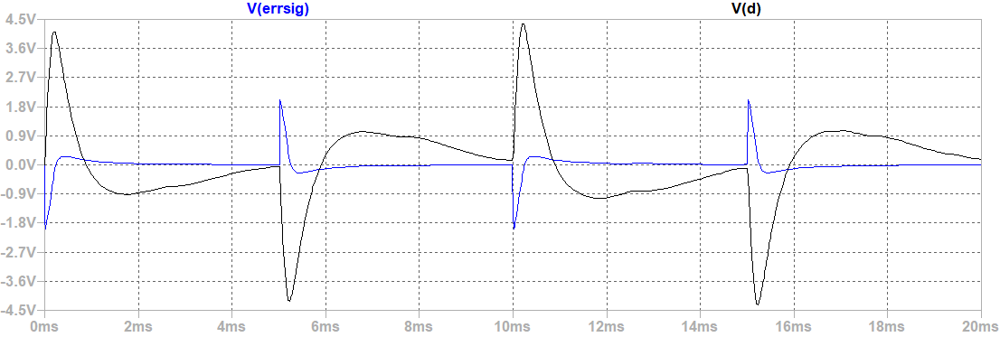 V(errsig) V(d)
4.5V
3.6V
2.7V
1.8V
0.9V
0.0V
-0.9V
-1.8V
-2.7V
-3.6V
-4.5V
0ms 2ms 4ms 6ms 8ms 10ms 12ms 14ms 16ms 18ms 20ms